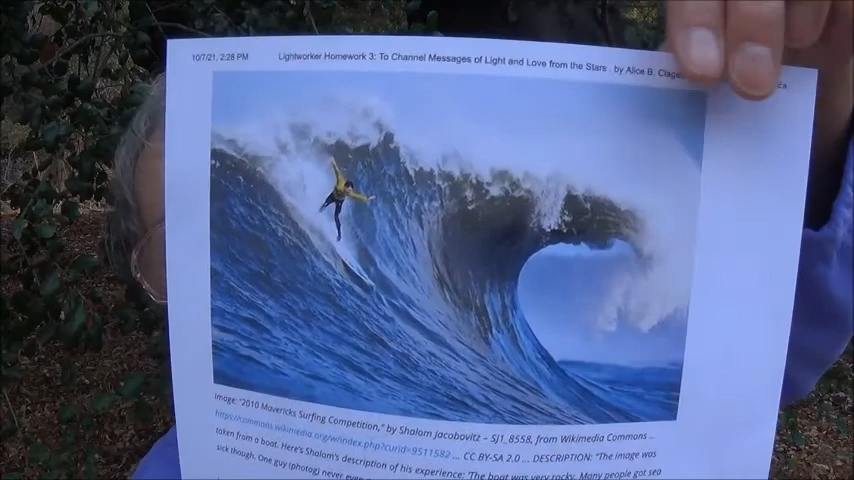 10/7/21, 2:28 PM Lightworker Homework 3: To Channel Messages of Light and Love from the Stars . by Alice B. Clage
ca
Image: "2010 Mavericks Surfing Competition," by Shalom Jacobovitz – SJ1_8558, from Wikimedia Commons ...
https://commons.wikimedia.org/w/index.php?curid=9511582 ... CC BY-SA 2.0 ... DESCRIPTION: "The image was
taken from a boat. Here's Shalom's description of his experience: 'The boat was very rocky. Many people got sea
sick though. One guy (photog) never even